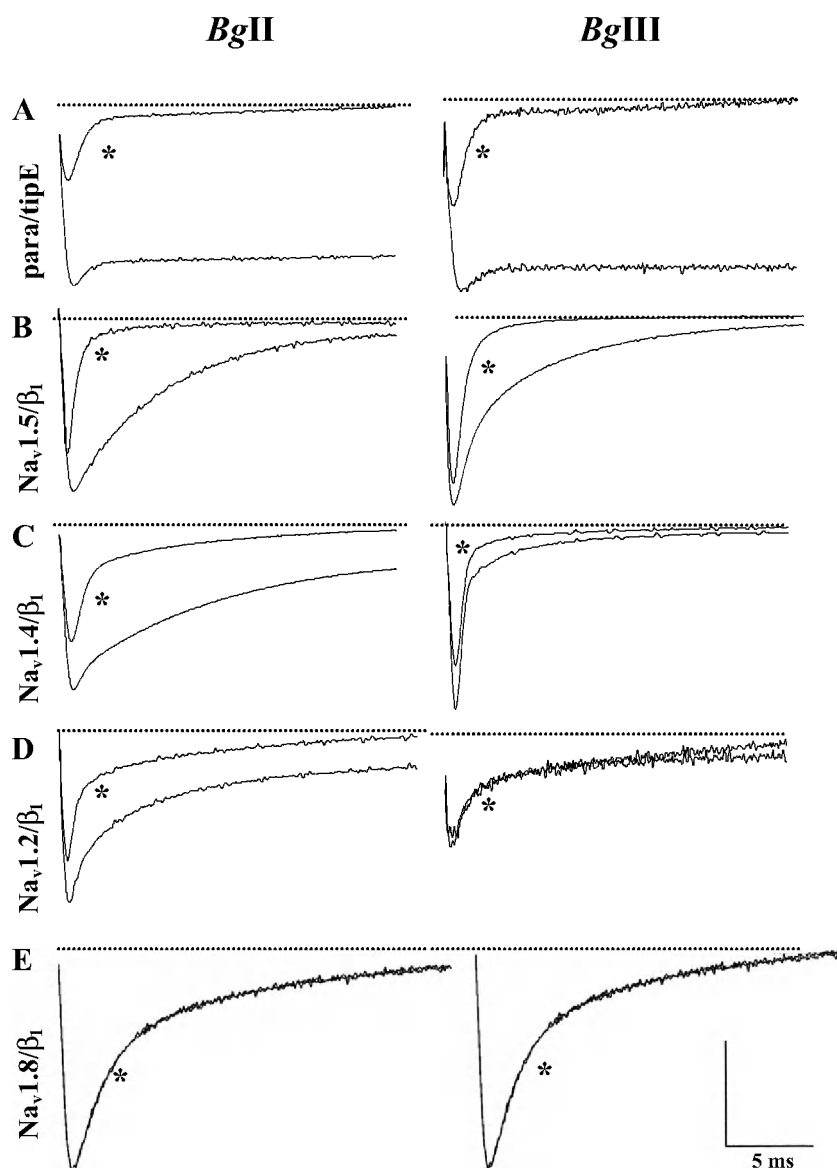 BgII BgIII
A
para/tipE
*
*
B
Naᵥ1.5/β₁
*
*
C
Naᵥ1.4/β₁
*
*
D
Naᵥ1.2/β₁
*
*
E
Naᵥ1.8/β₁
*
*
5 ms